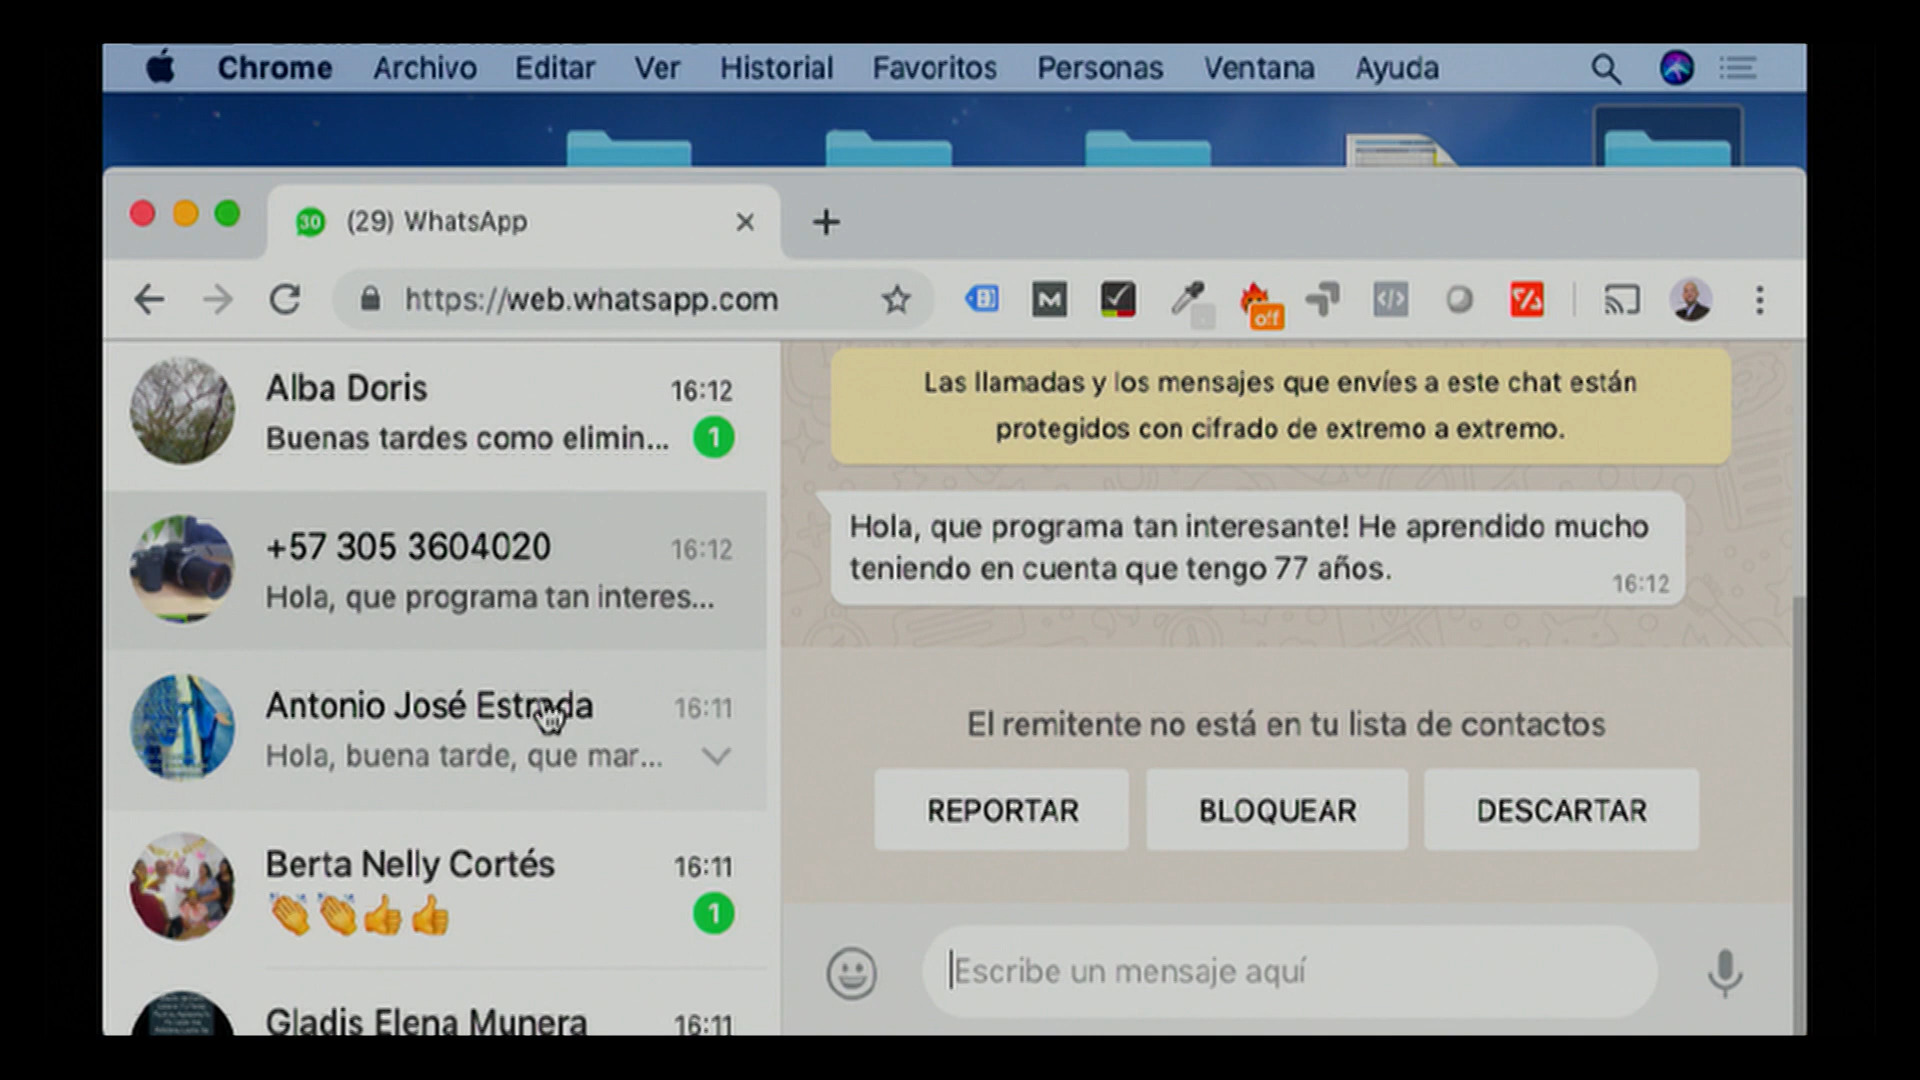 Chrome Archivo Editar Ver Historial Favoritos Personas Ventana Ayuda
30 (29) WhatsApp
https://web.whatsapp.com
off
Alba Doris 16:12
Buenas tardes como elimin... 1
+57 305 3604020 16:12
Hola, que programa tan interes...
Antonio José Estrada 16:11
Hola, buena tarde, que mar...
Berta Nelly Cortés 16:11
1
Gladis Elena Munera 16:11
Las llamadas y los mensajes que envíes a este chat están
protegidos con cifrado de extremo a extremo.
Hola, que programa tan interesante! He aprendido mucho
teniendo en cuenta que tengo 77 años.
16:12
El remitente no está en tu lista de contactos
REPORTAR BLOQUEAR DESCARTAR
Escribe un mensaje aquí